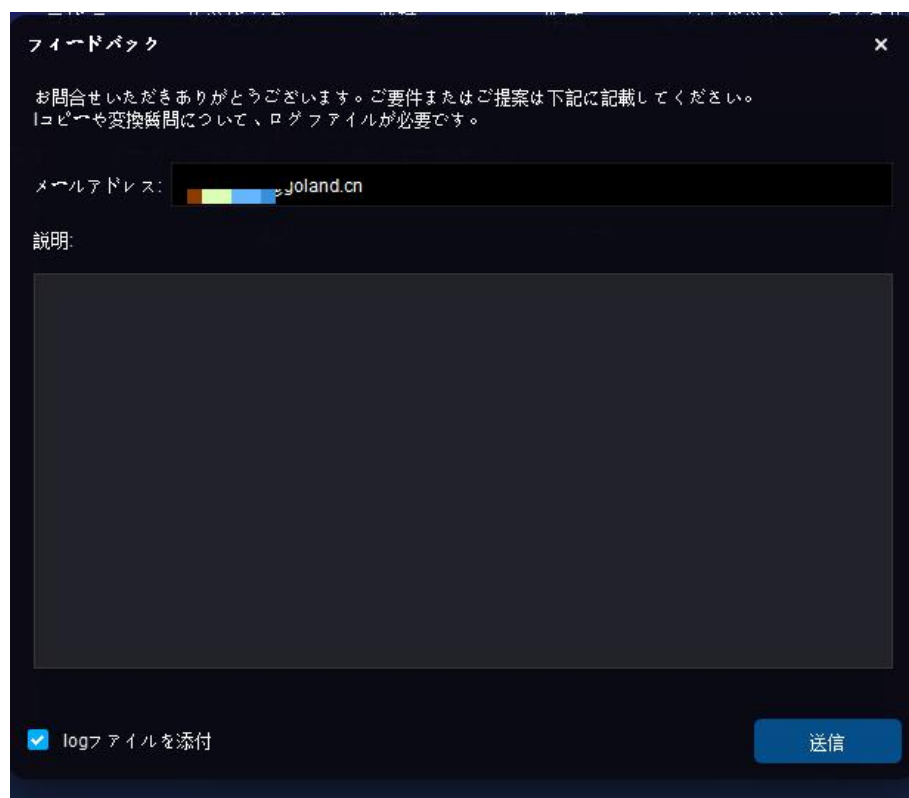 フィードバック
お問合せいただきありがとうございます。ご要件またはご提案は下記に記載してください。
lコピーや変換質問について、ログファイルが必要です。
メールアドレス: yoland.cn
説明:
logファイルを添付
送信